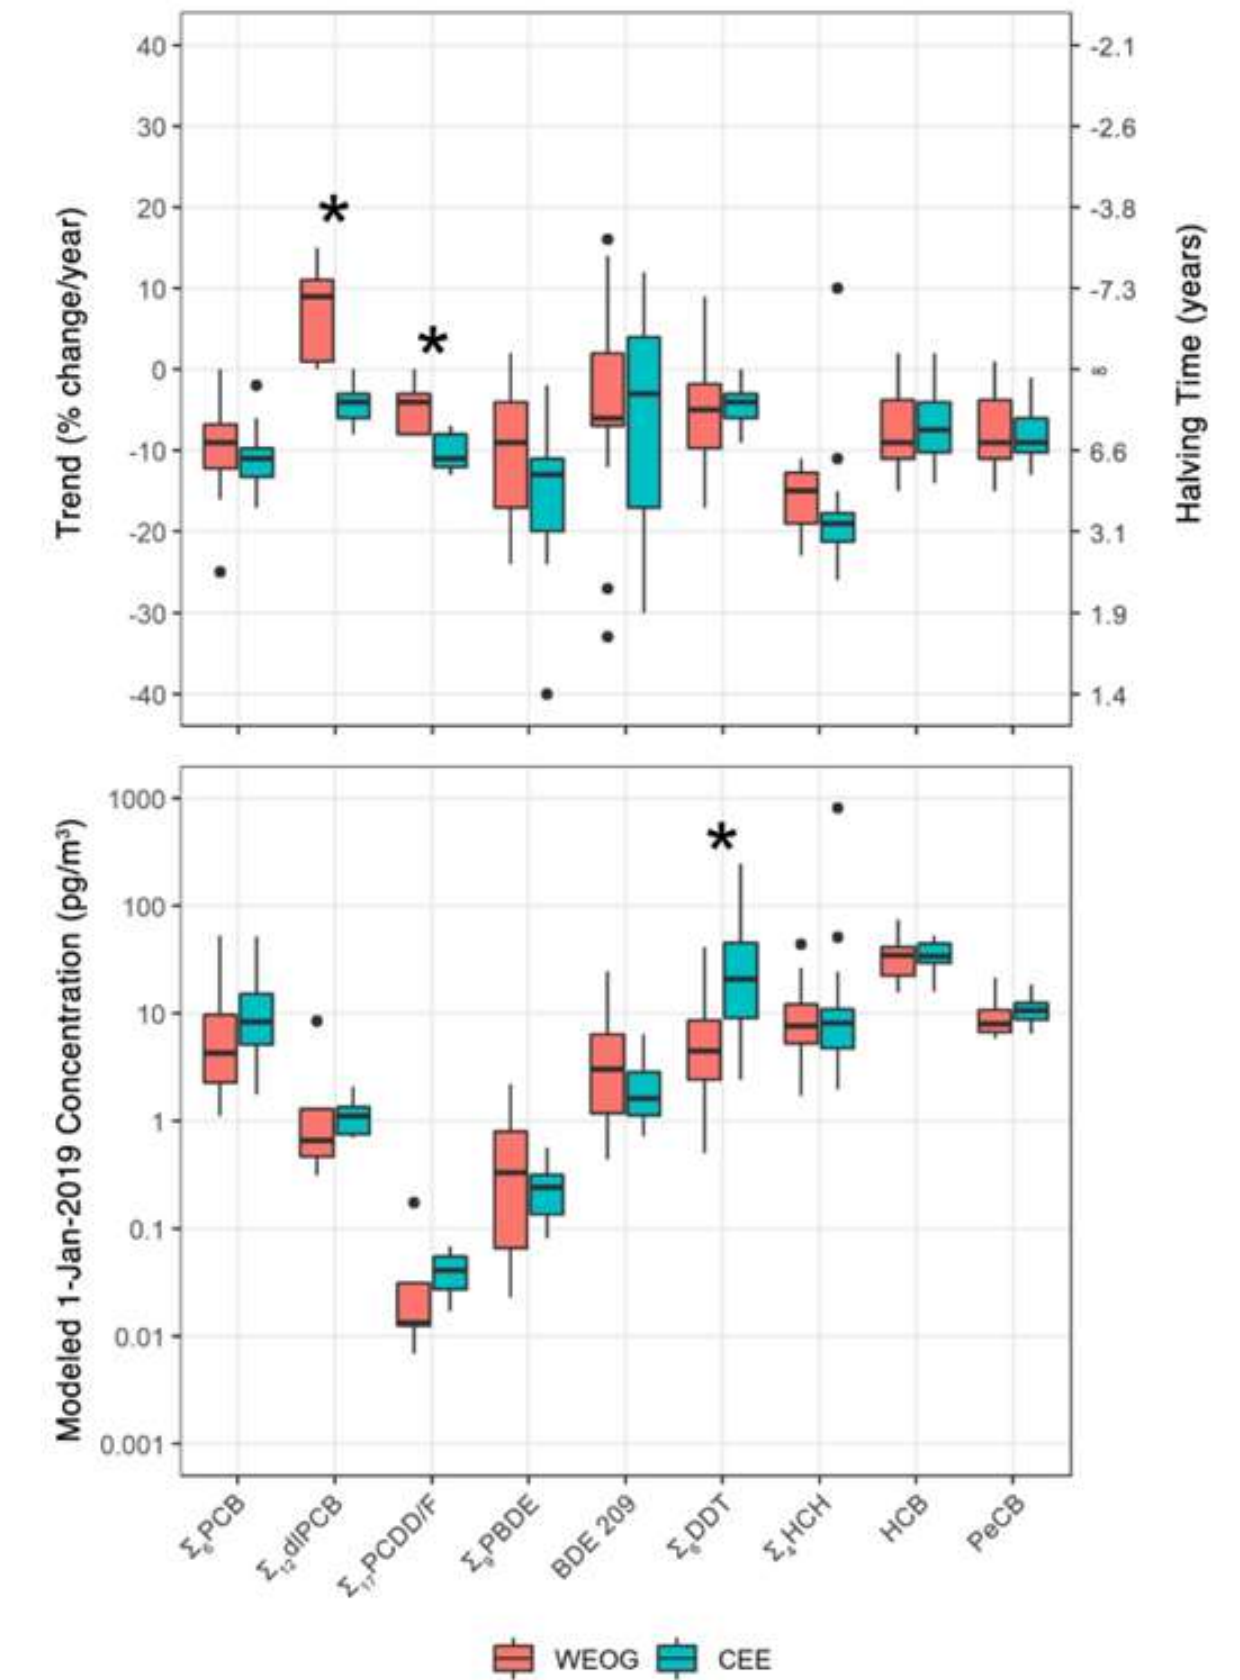 Trend (% change/year)
40
30
20
10
0
-10
-20
-30
-40
*
*
-2.1
-2.6
-3.8
-7.3
∞
6.6
3.1
1.9
1.4
Halving Time (years)
Modeled 1-Jan-2019 Concentration (pg/m³)
1000
100
10
1
0.1
0.01
0.001
*
Σ₆PCB
Σ₁₂dlPCB
Σ₁₇PCDD/F
Σ₉PBDE
BDE 209
Σ₆DDT
Σ₄HCH
HCB
PeCB
WEOG CEE